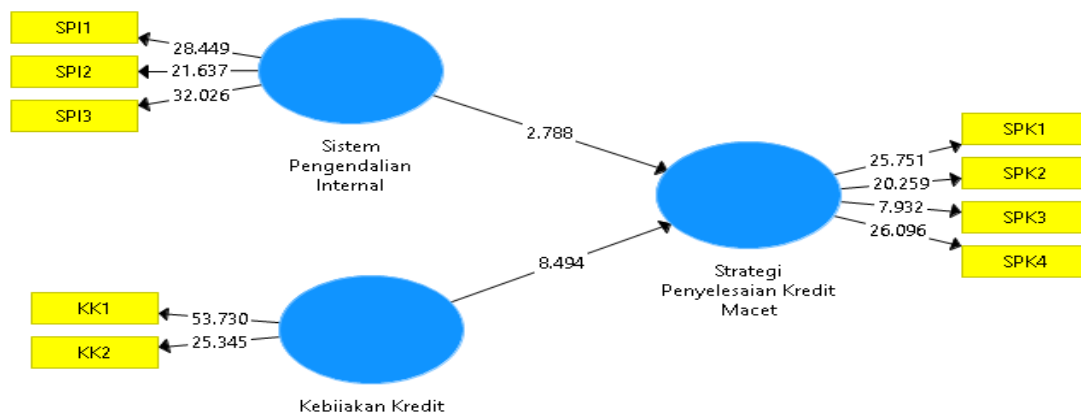 SPI1
28.449
SPI2
21.637
SPI3
32.026
Sistem
Pengendalian
Internal
2.788
SPK1
25.751
SPK2
20.259
SPK3
7.932
SPK4
26.096
Strategi
Penyelesaian Kredit
Macet
8.494
KK1
53.730
KK2
25.345
Kebijakan Kredit